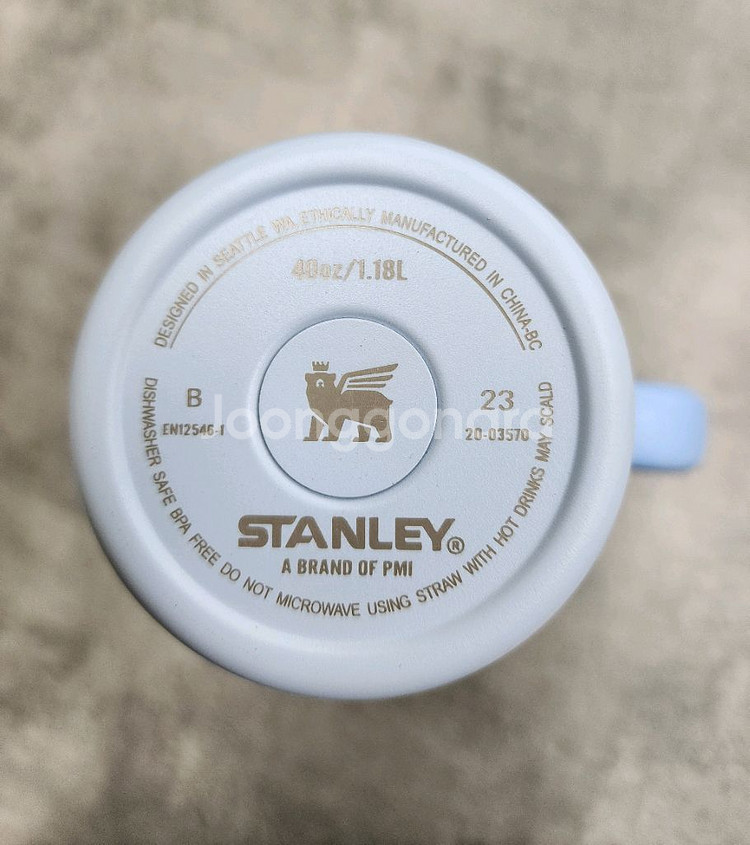 DESIGNED IN SEATTLE WA, ETHICALLY MANUFACTURED IN CHINA-BC
40oz/1.18L
B
EN12546-1
23
20-03570
Joonggonara
STANLEY®
A BRAND OF PMI
DISHWASHER SAFE BPA FREE DO NOT MICROWAVE USING STRAW WITH HOT DRINKS MAY SCALD